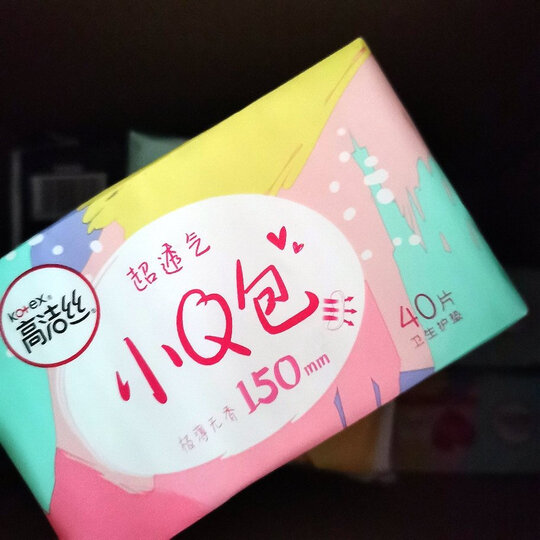 kotex®
高洁丝®
超透气
小Q包
极薄无香 150mm
40片
卫生护垫